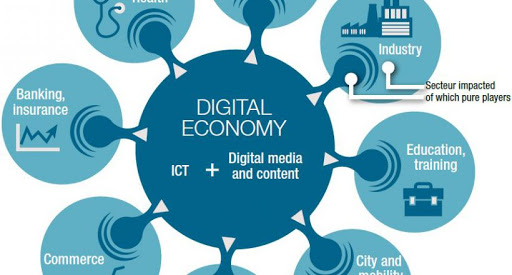 Health
Industry
Secteur impacted
of which pure players
Banking,
insurance
DIGITAL
ECONOMY
ICT + Digital media
and content
Education,
training
Commerce
City and
mobility